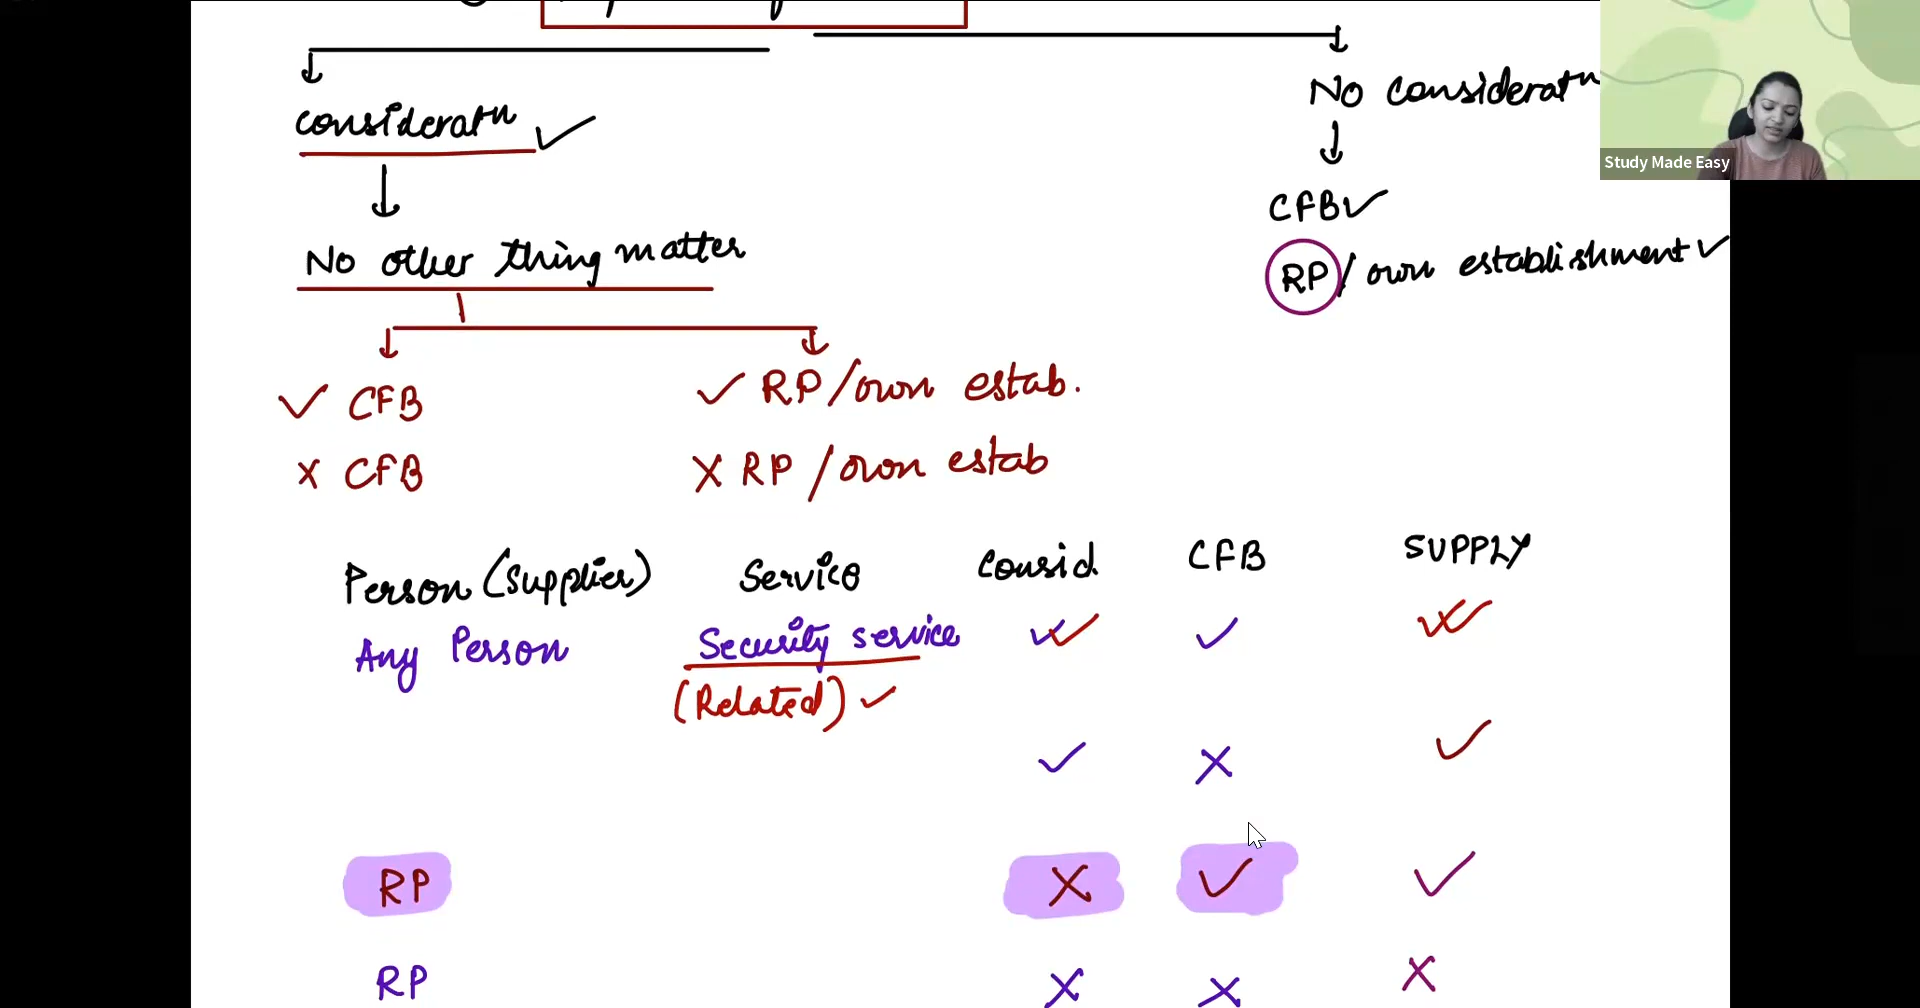 No consideratn
consideratn ✓
Study Made Easy
CFB ✓
No other thing matter
RP / own establishment ✓
✓ CFB
✓ RP / own estab.
x CFB
X RP / own estab
Person (Supplier) Service Consid. CFB SUPPLY
Any Person Security service ✓✓ ✓ ✓✓
(Related) ✓
✓ X ✓
RP X ✓ ✓
RP X X X